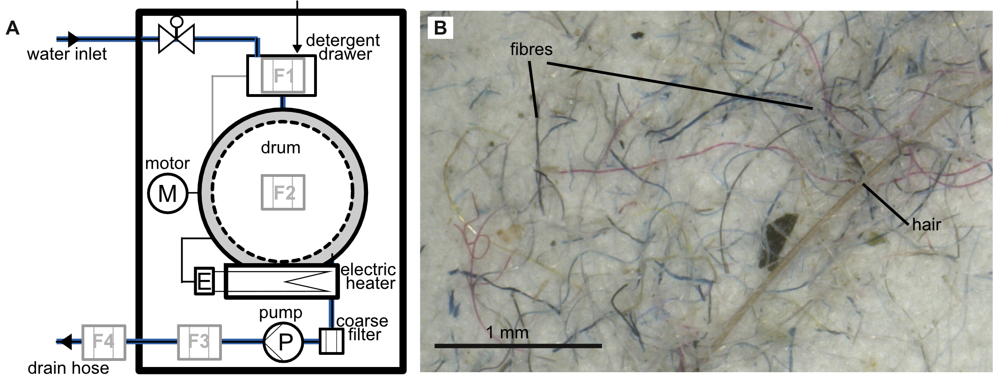 A
water inlet
detergent
drawer
F1
drum
motor
M
F2
E
electric
heater
pump
coarse
filter
F4
F3
P
drain hose
B
fibres
hair
1 mm